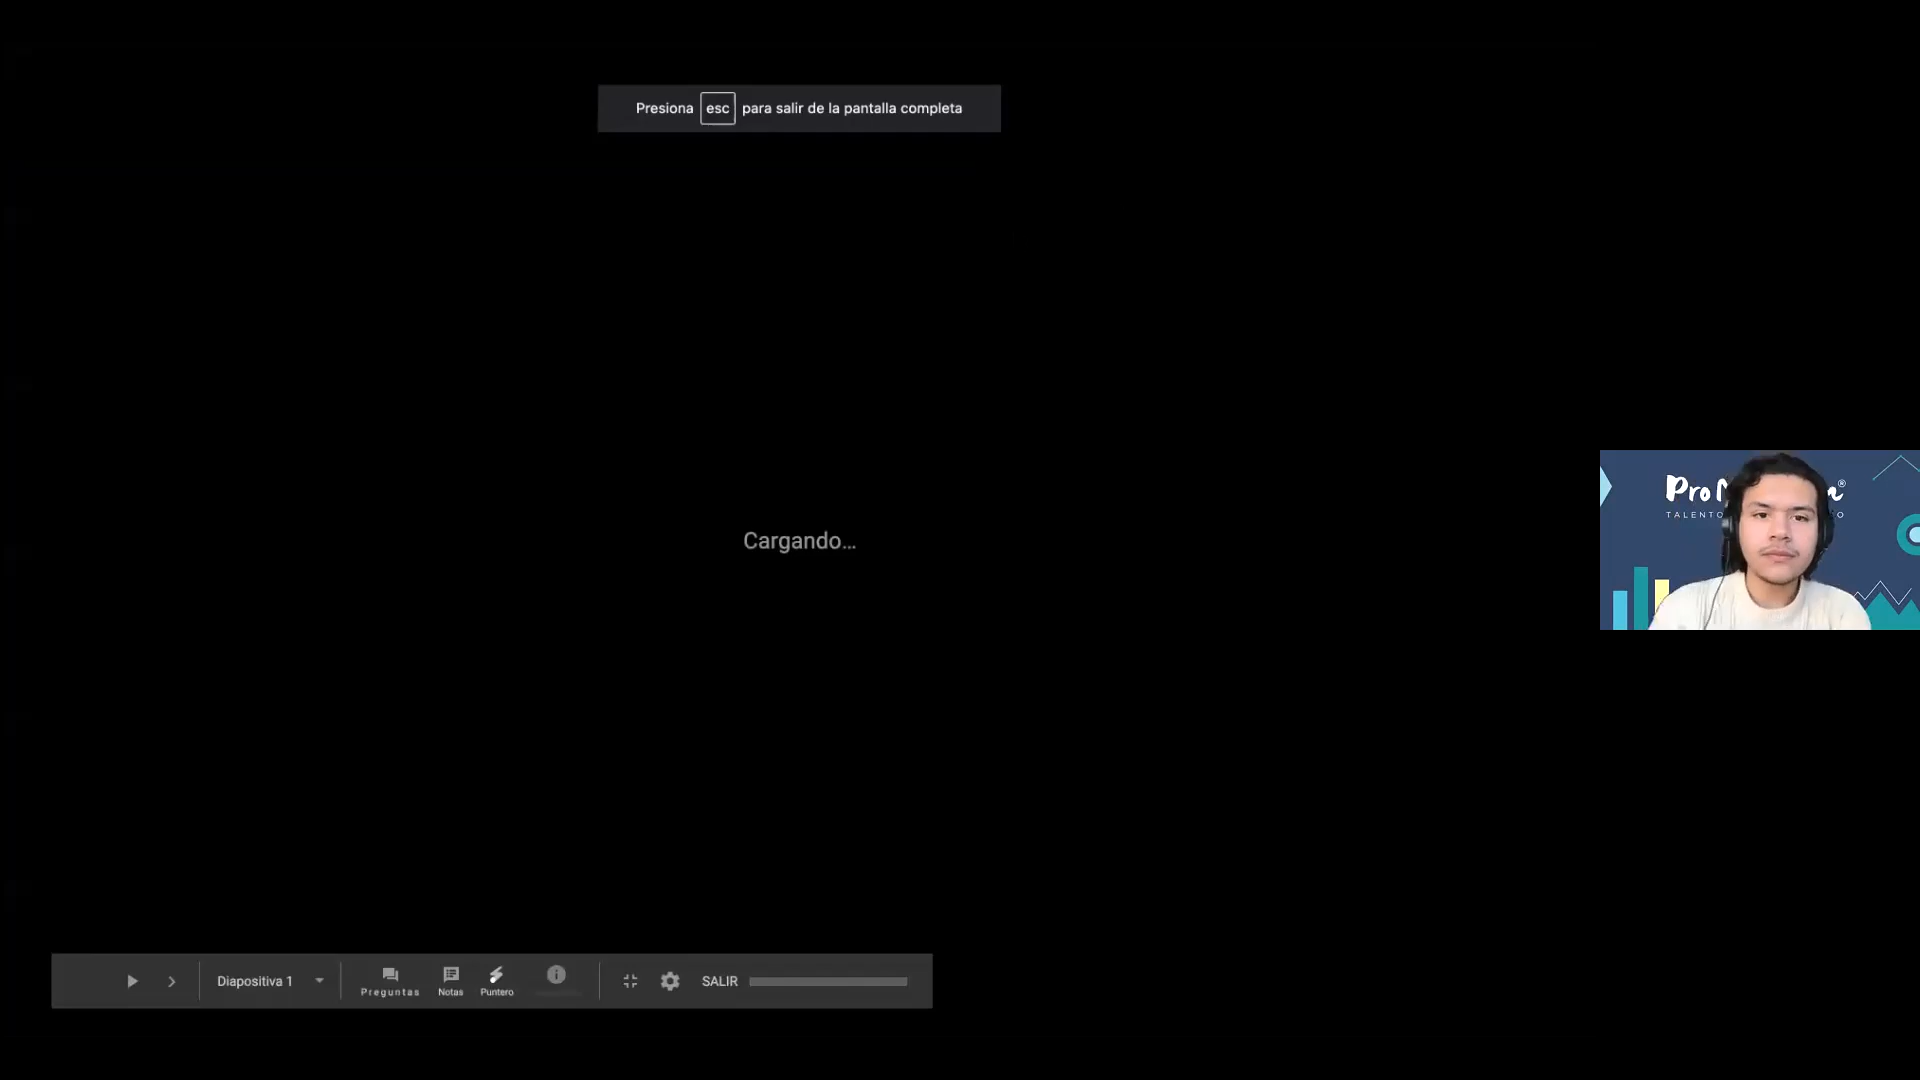 Presiona esc para salir de la pantalla completa
Pro
TALENTO
Cargando...
Diapositiva 1
Preguntas
Notas
Puntero
SALIR